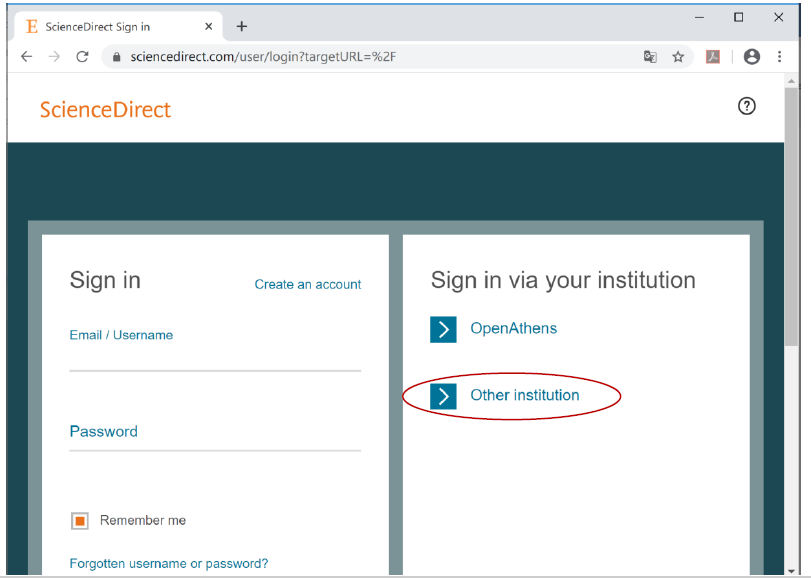 E ScienceDirect Sign in
sciencedirect.com/user/login?targetURL=%2F
ScienceDirect
Sign in
Create an account
Email / Username
Password
Remember me
Forgotten username or password?
Sign in via your institution
OpenAthens
Other institution